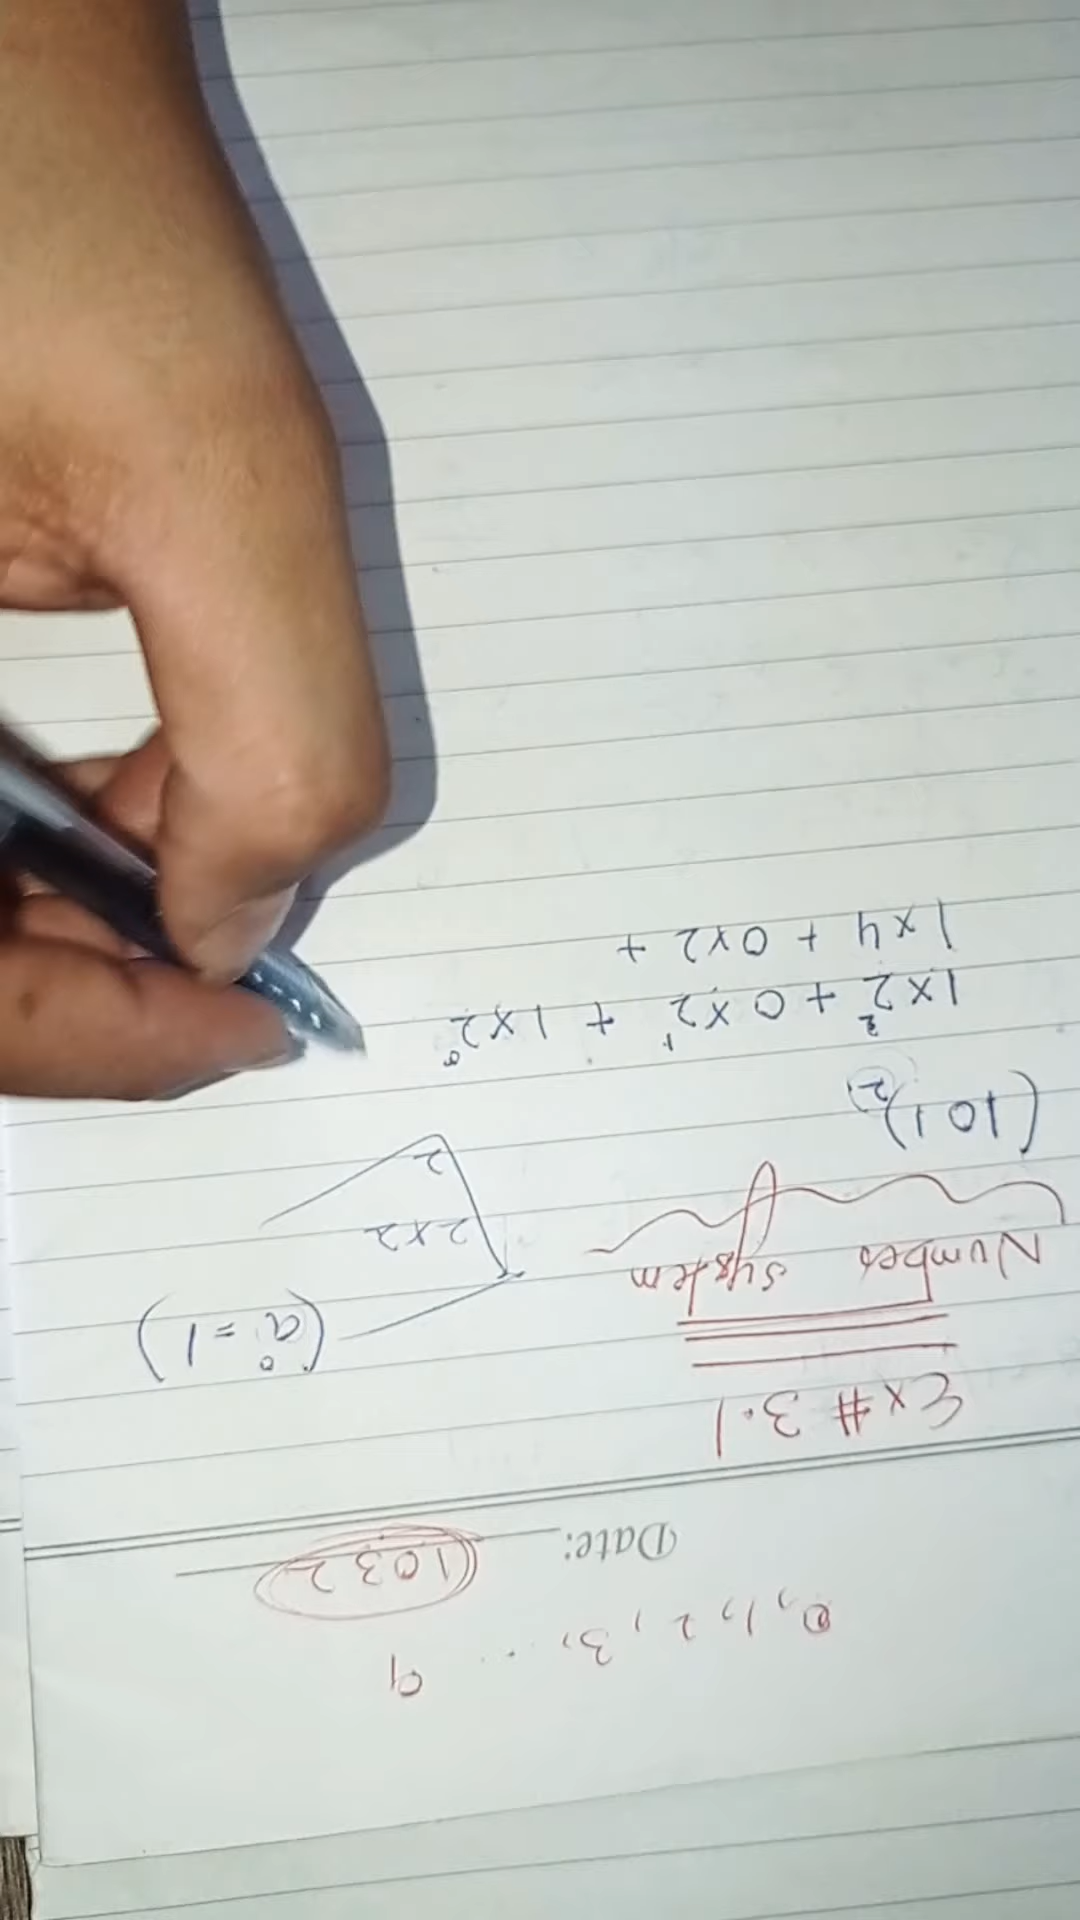 0, 1, 2, 3, ... 9
Date: 1032
Ex # 3.1
Number system
(a⁰ = 1)
2×2
2
(101)₂
1×2² + 0×2¹ + 1×2⁰
1×4 + 0×2 +